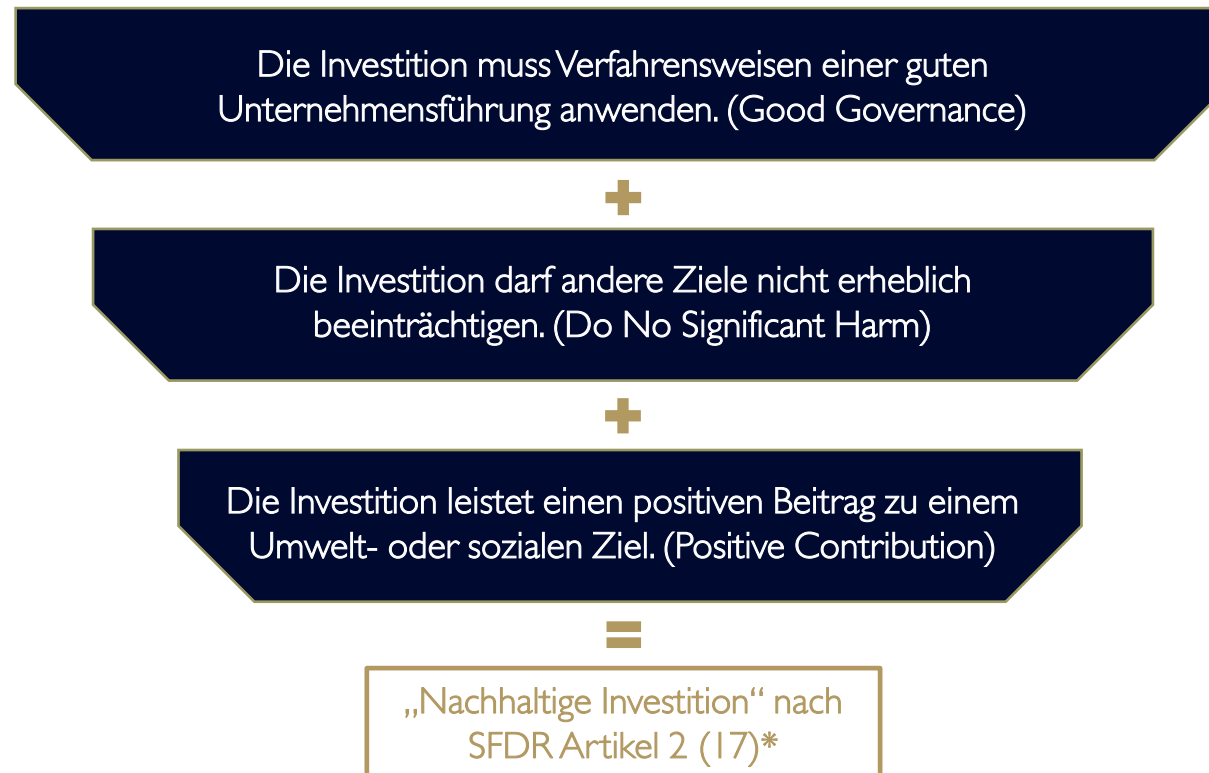 Die Investition muss Verfahrensweisen einer guten
Unternehmensführung anwenden. (Good Governance)
+
Die Investition darf andere Ziele nicht erheblich
beeinträchtigen. (Do No Significant Harm)
+
Die Investition leistet einen positiven Beitrag zu einem
Umwelt- oder sozialen Ziel. (Positive Contribution)
=
„Nachhaltige Investition“ nach
SFDR Artikel 2 (17)*